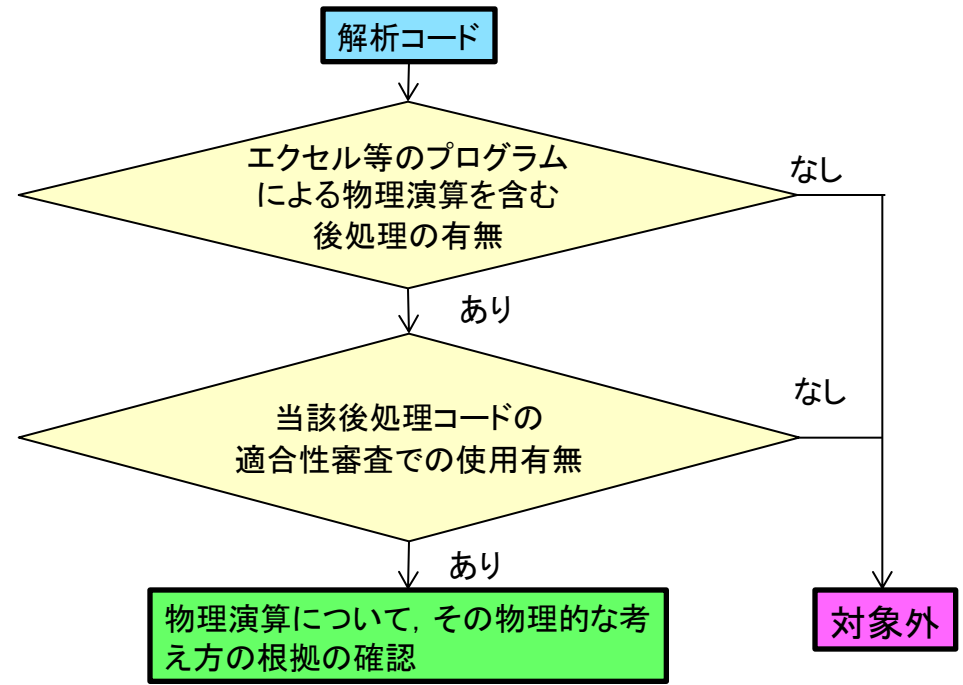 解析コード
エクセル等のプログラム
による物理演算を含む
後処理の有無
なし
あり
当該後処理コードの
適合性審査での使用有無
なし
あり
物理演算について，その物理的な考
え方の根拠の確認
対象外